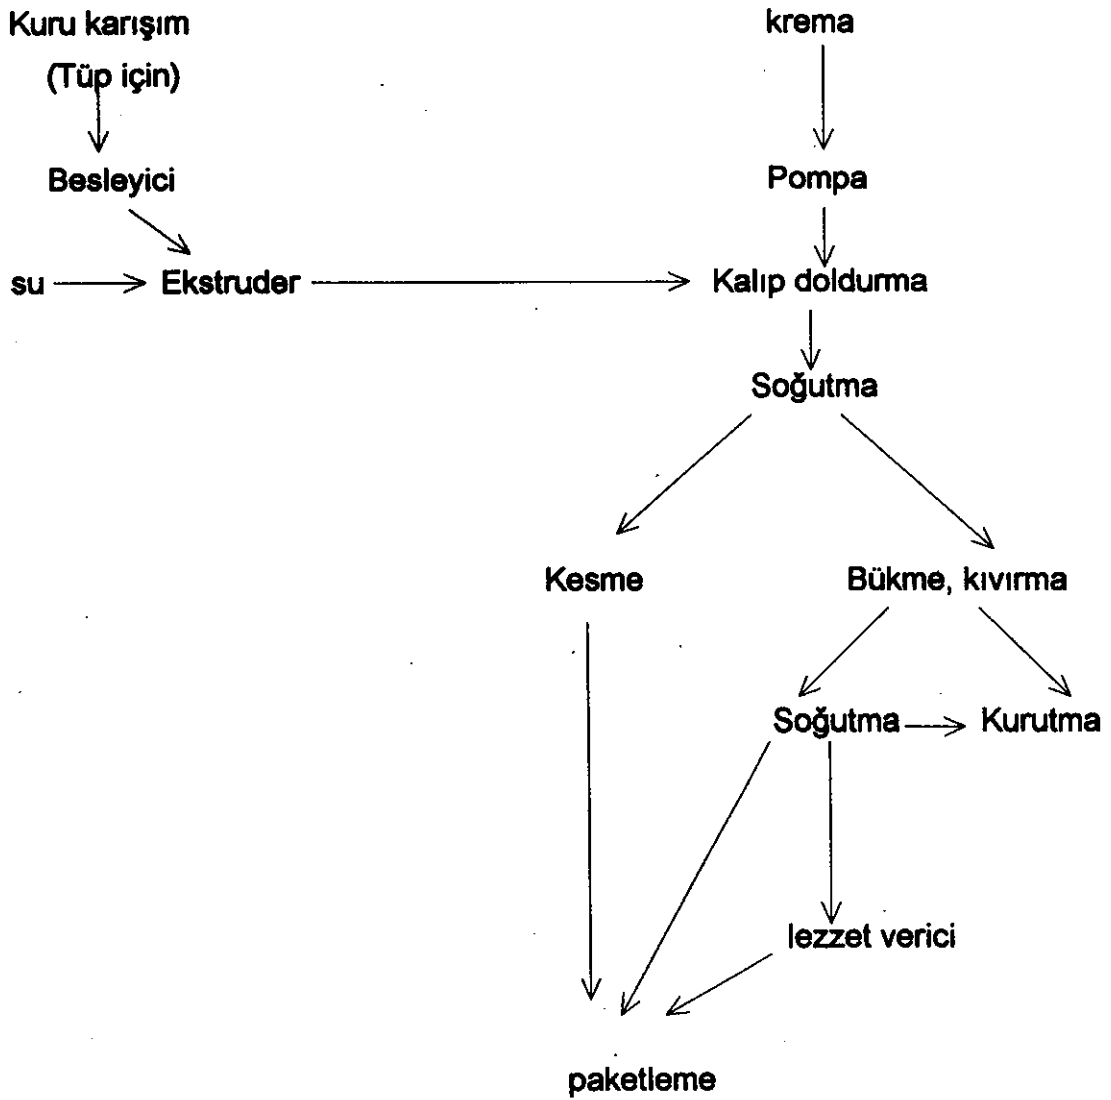 Kuru karışım
(Tüp için)
krema
Besleyici
Pompa
su
Ekstruder
Kalıp doldurma
Soğutma
Kesme
Bükme, kıvırma
Soğutma
Kurutma
lezzet verici
paketleme